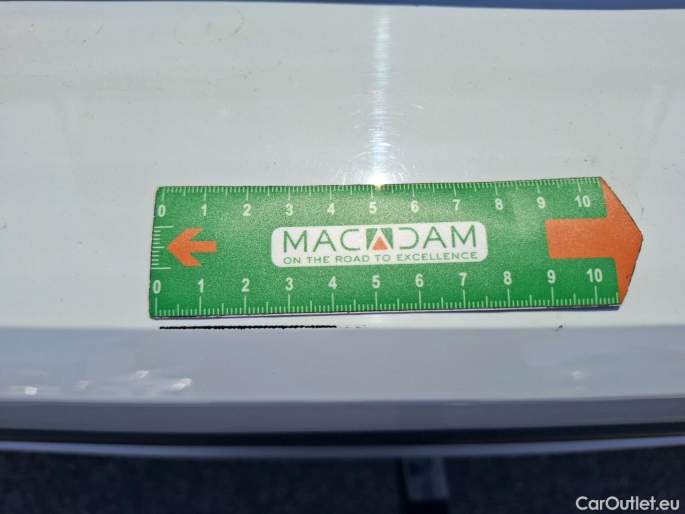 0 1 2 3 4 5 6 7 8 9 10
MACADAM
ON THE ROAD TO EXCELLENCE
0 1 2 3 4 5 6 7 8 9 10
CarOutlet.eu